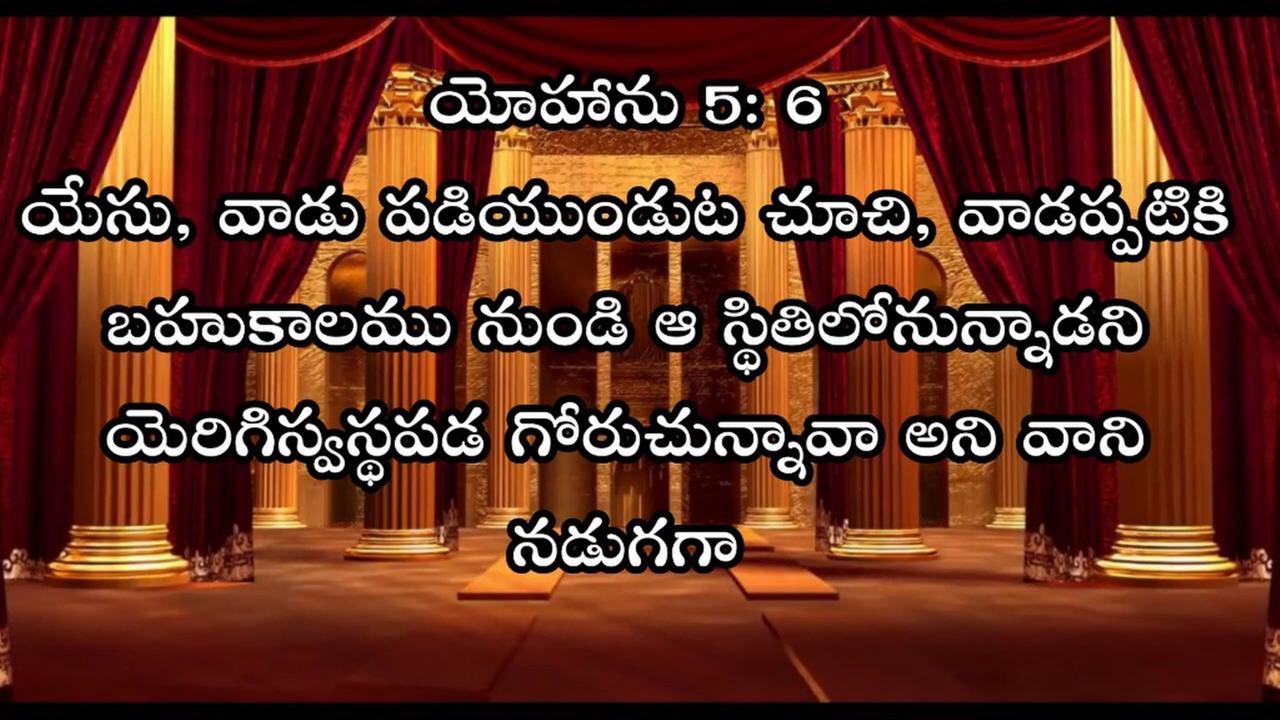 యోహాను 5: 6
యేసు, వాడు పడియుండుట చూచి, వాడప్పటికి
బహుకాలము నుండి ఆ స్థితిలోనున్నాడని
యెరిగిస్వస్థపడ గోరుచున్నావా అని వాని
నడుగగా